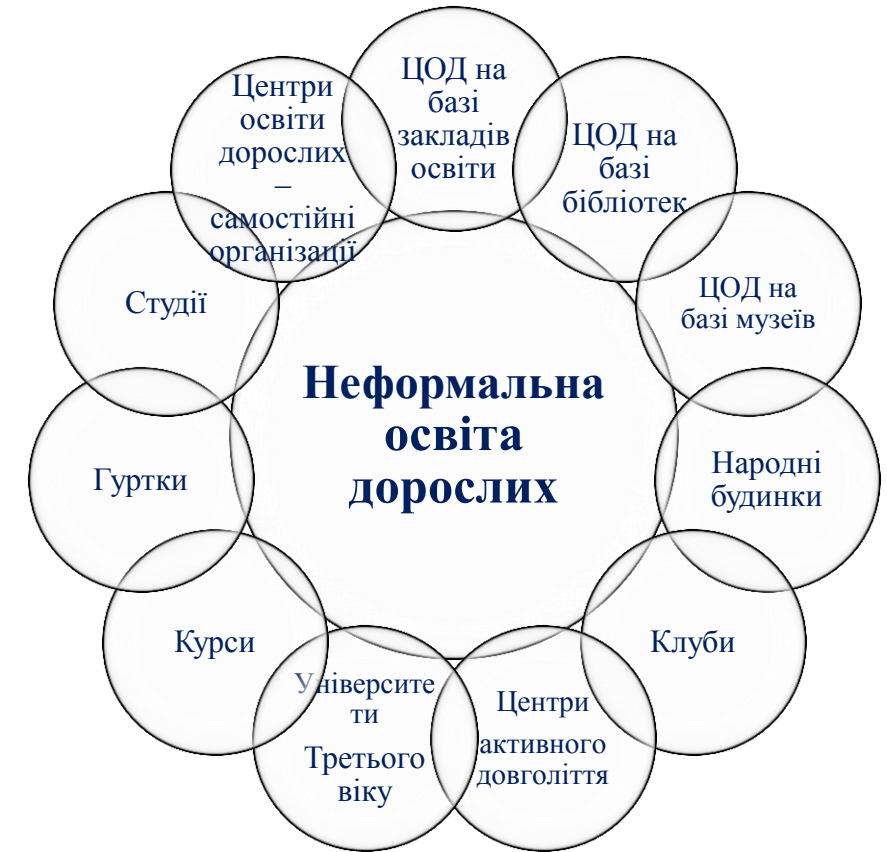 ЦОД на
базі
закладів
освіти
ЦОД на
базі
бібліотек
ЦОД на
базі музеїв
Народні
будинки
Клуби
Центри
активного
довголіття
Університе
ти
Третього
віку
Курси
Гуртки
Студії
Центри
освіти
дорослих
–
самостійні
організації
Неформальна
освіта
дорослих